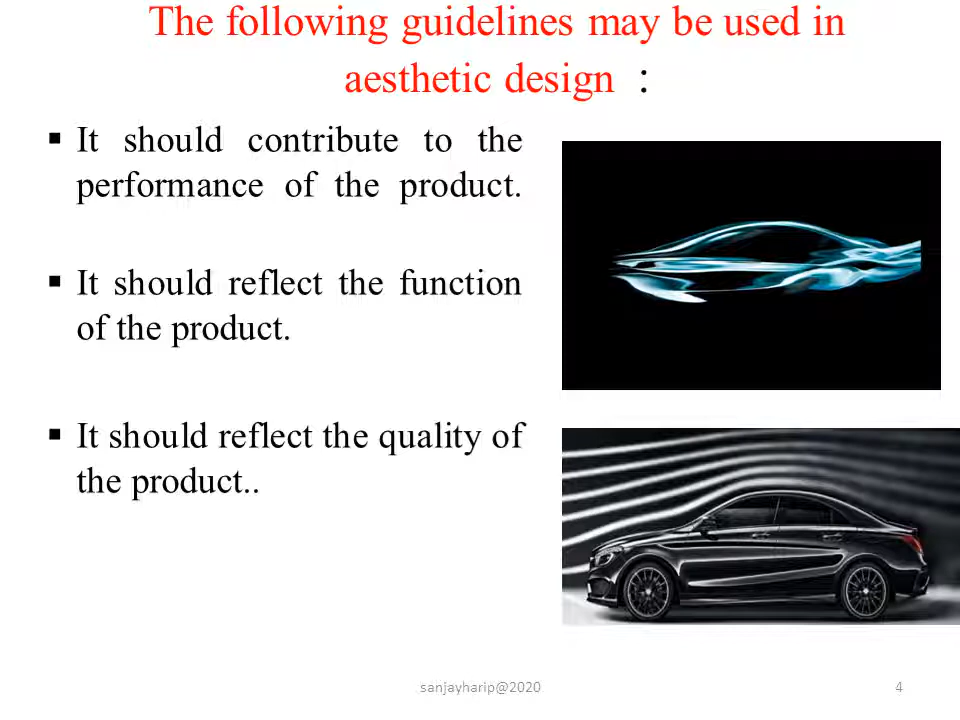 The following guidelines may be used in
aesthetic design :
▪ It should contribute to the
performance of the product.
▪ It should reflect the function
of the product.
▪ It should reflect the quality of
the product..
sanjayharip@2020
4